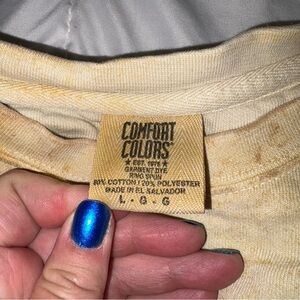 COMFORT
COLORS®
★ EST. 1975 ★
GARMENT DYE
RING SPUN
80% COTTON / 20% POLYESTER
MADE IN EL SALVADOR
L · G · G